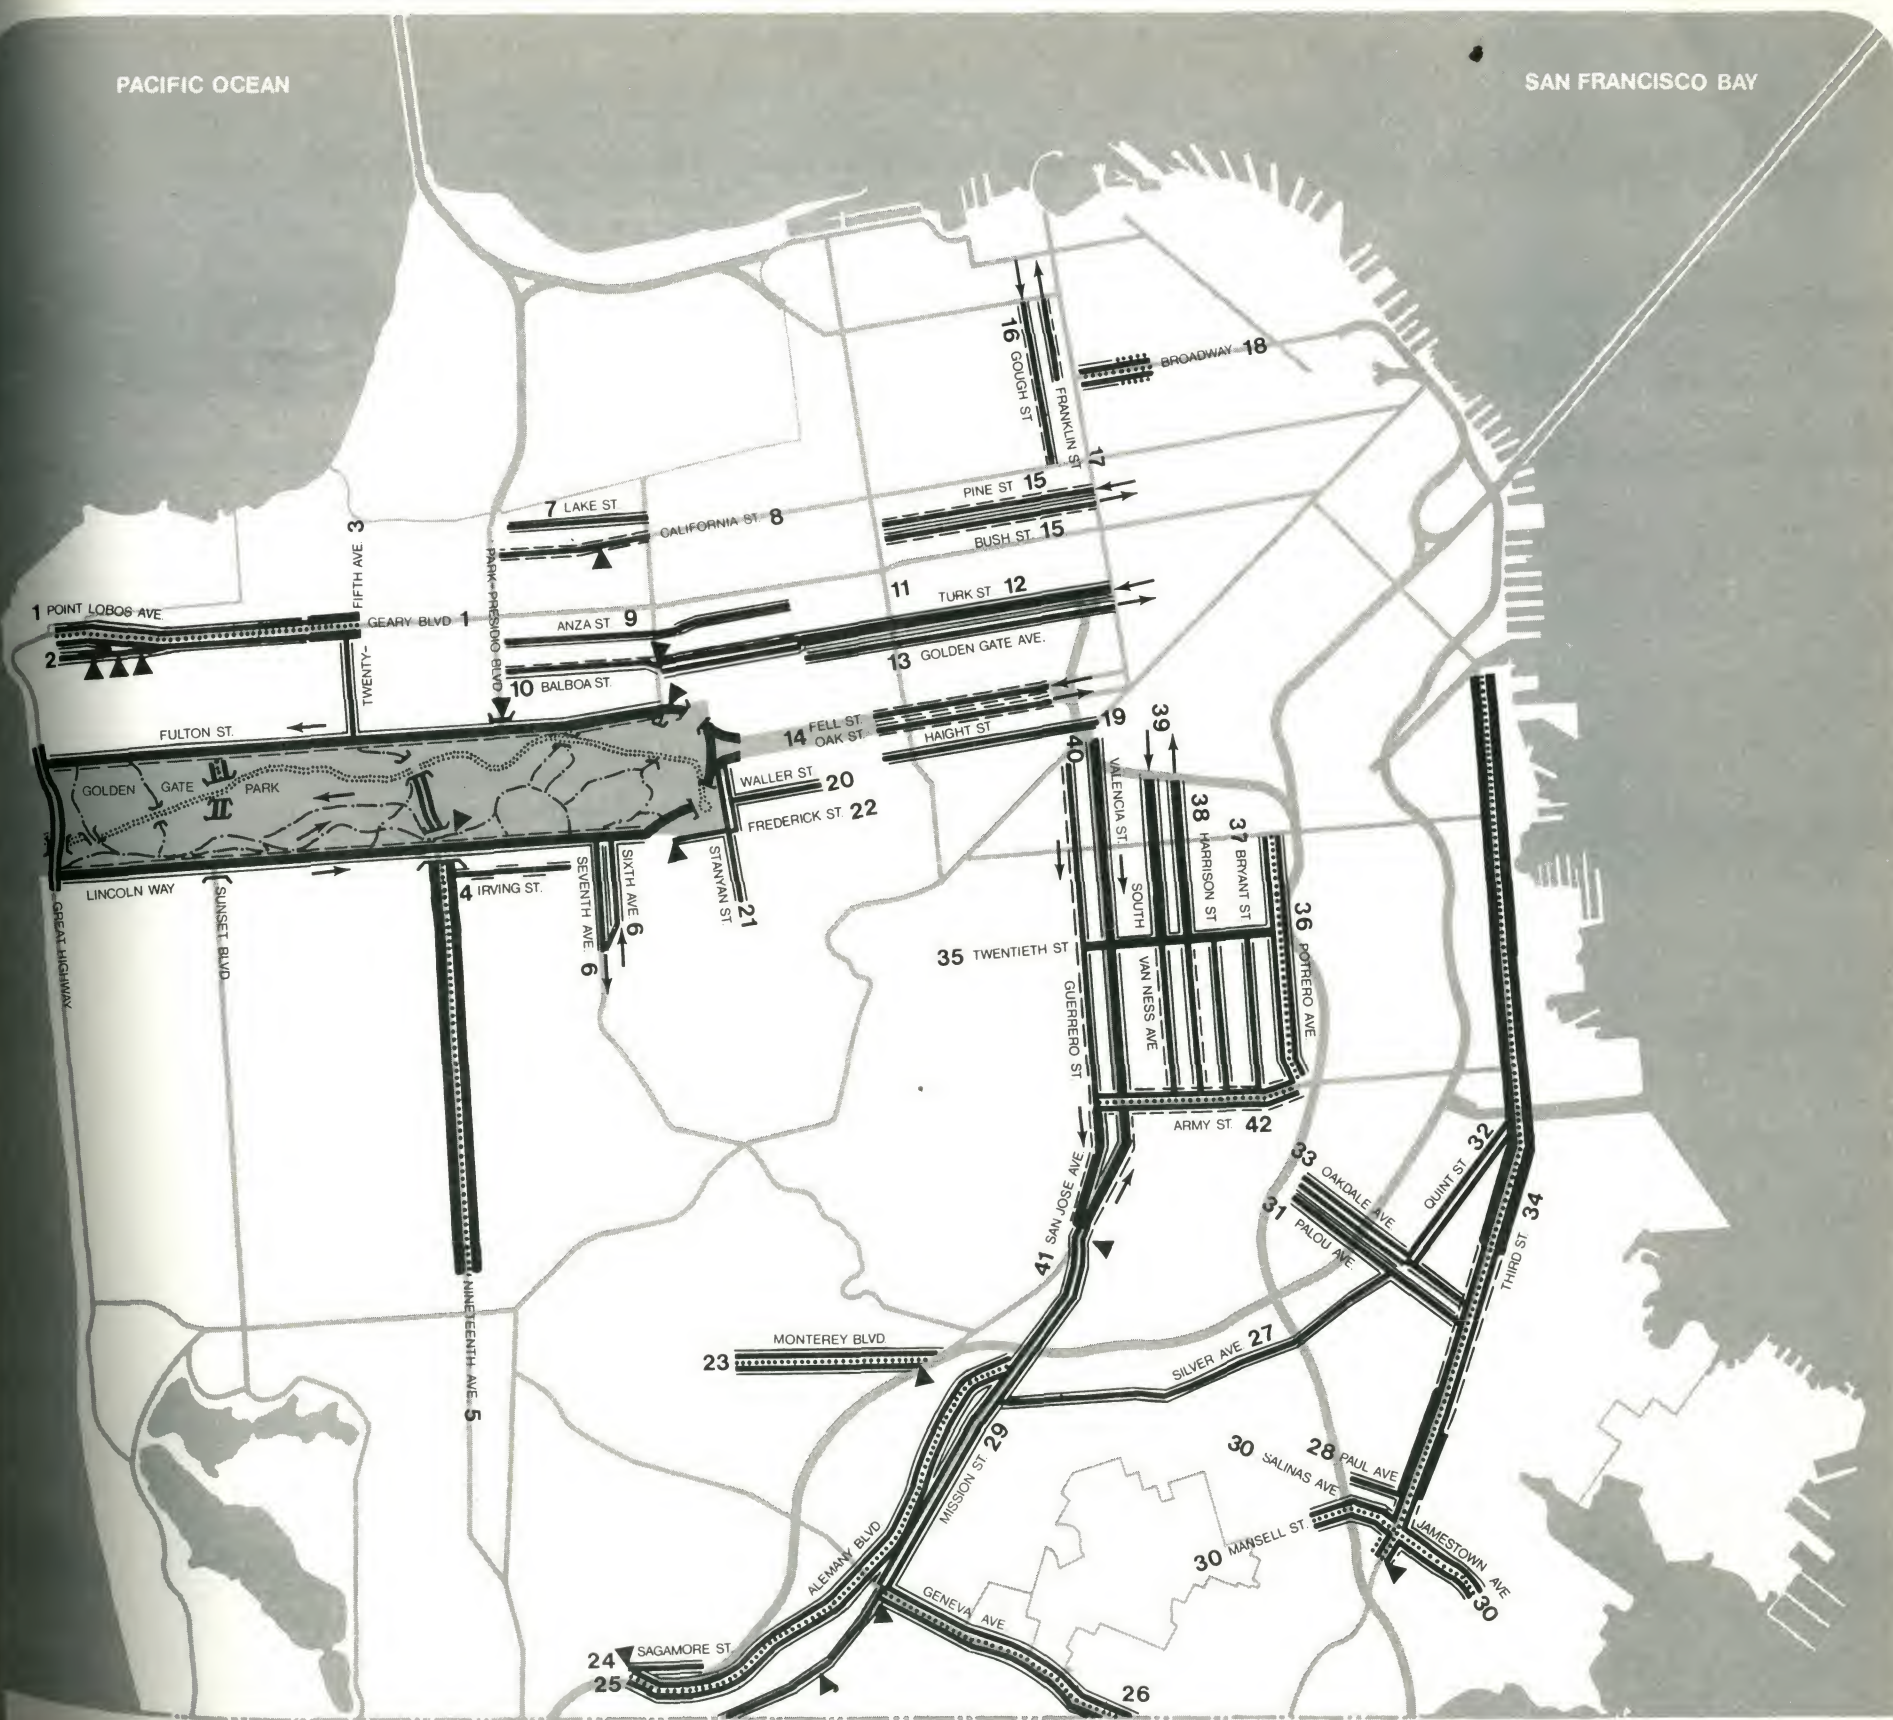 PACIFIC OCEAN
SAN FRANCISCO BAY
16 GOUGH ST
FRANKLIN ST
17
BROADWAY 18
7 LAKE ST.
CALIFORNIA ST. 8
PINE ST 15
BUSH ST. 15
FIFTH AVE. 3
TWENTY-
PARK-PRESIDIO BLVD
1 POINT LOBOS AVE.
GEARY BLVD 1
2
ANZA ST. 9
10 BALBOA ST.
11
TURK ST 12
13 GOLDEN GATE AVE.
FULTON ST.
14 FELL ST.
OAK ST.
HAIGHT ST
19
GOLDEN GATE PARK
WALLER ST
20
FREDERICK ST. 22
STANYAN ST.
21
LINCOLN WAY
4 IRVING ST.
SEVENTH AVE. 6
SIXTH AVE 6
SUNSET BLVD
GREAT HIGHWAY
NINETEENTH AVE. 5
40
VALENCIA ST.
39
SOUTH
VAN NESS AVE
38 HARRISON ST
37 BRYANT ST
36 POTRERO AVE
35 TWENTIETH ST
GUERRERO ST.
ARMY ST. 42
41 SAN JOSE AVE
33 OAKDALE AVE.
31 PALOU AVE.
QUINT ST. 32
THIRD ST. 34
MONTEREY BLVD
23
SILVER AVE 27
MISSION ST. 29
28 PAUL AVE
30 SALINAS AVE
30 MANSELL ST.
JAMESTOWN AVE
30
ALEMANY BLVD
GENEVA AVE
24 SAGAMORE ST.
25
26